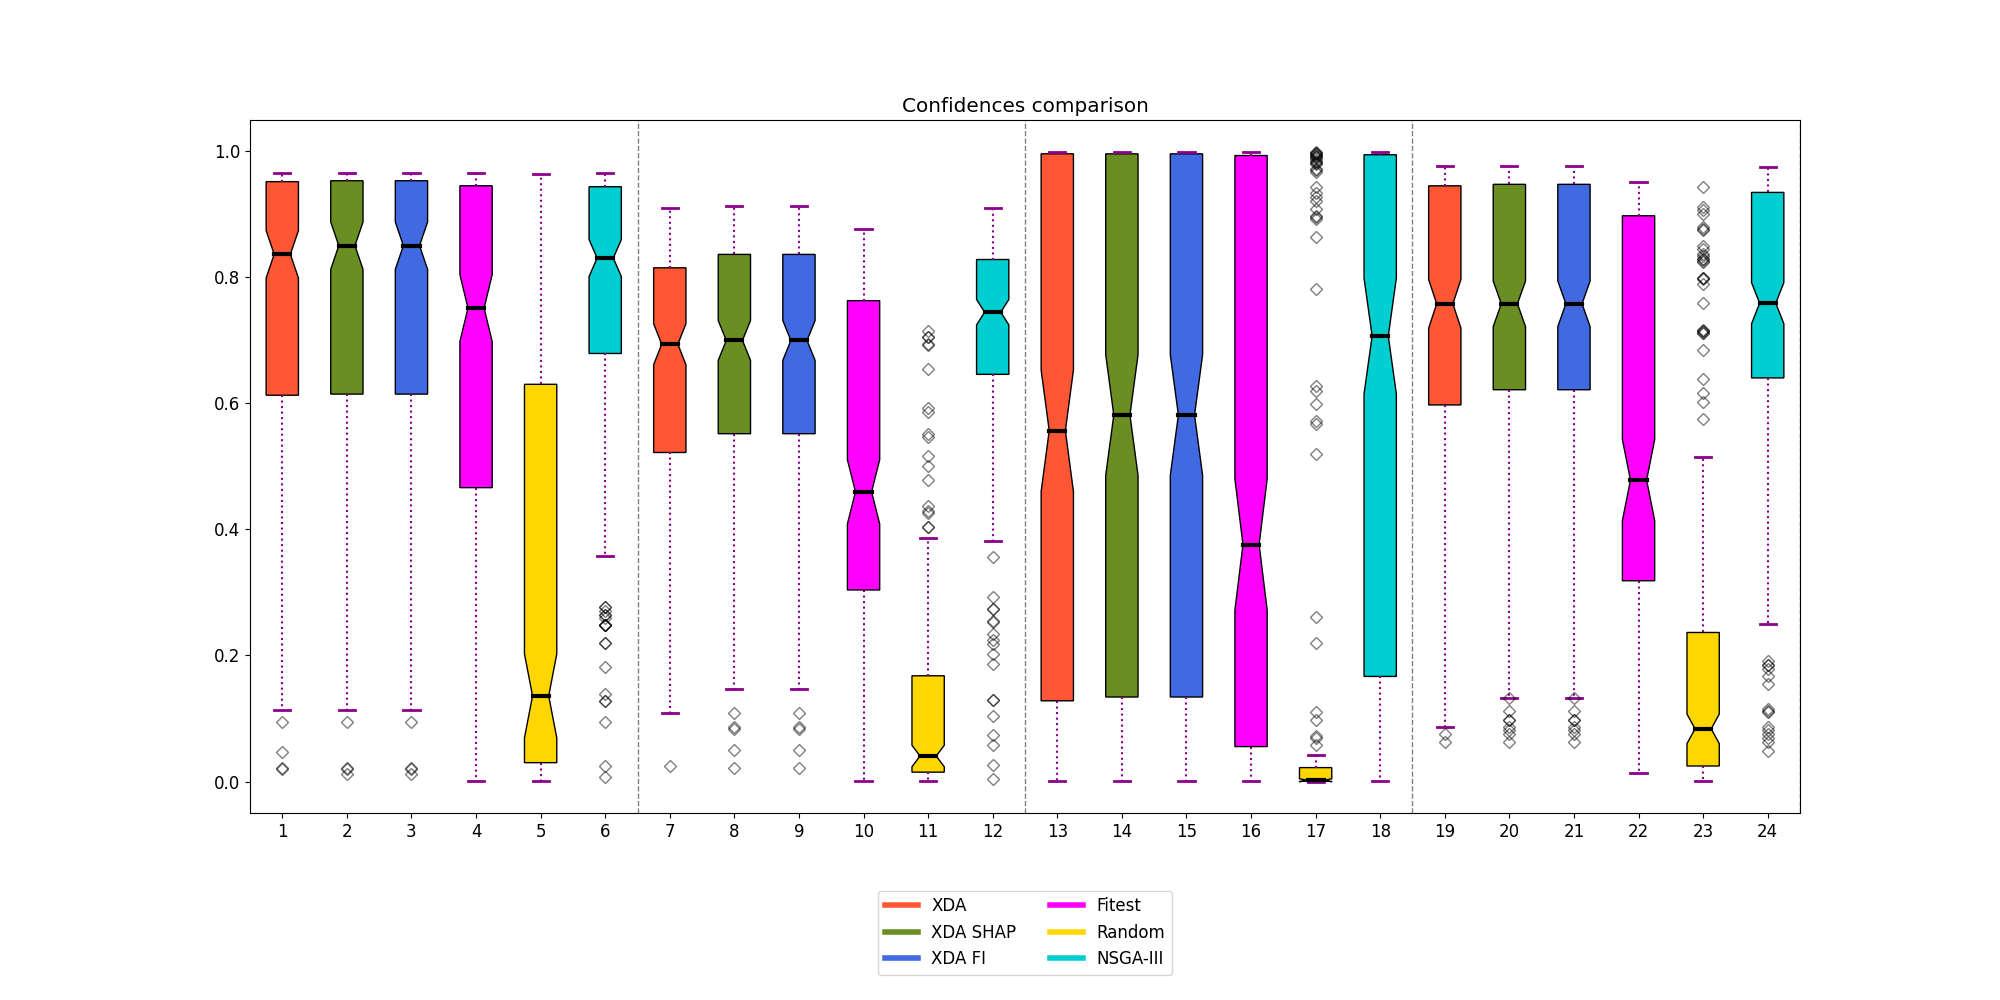 Confidences comparison
1.0
0.8
0.6
0.4
0.2
0.0
1 2 3 4 5 6 7 8 9 10 11 12 13 14 15 16 17 18 19 20 21 22 23 24
XDA Fitest
XDA SHAP Random
XDA FI NSGA-III